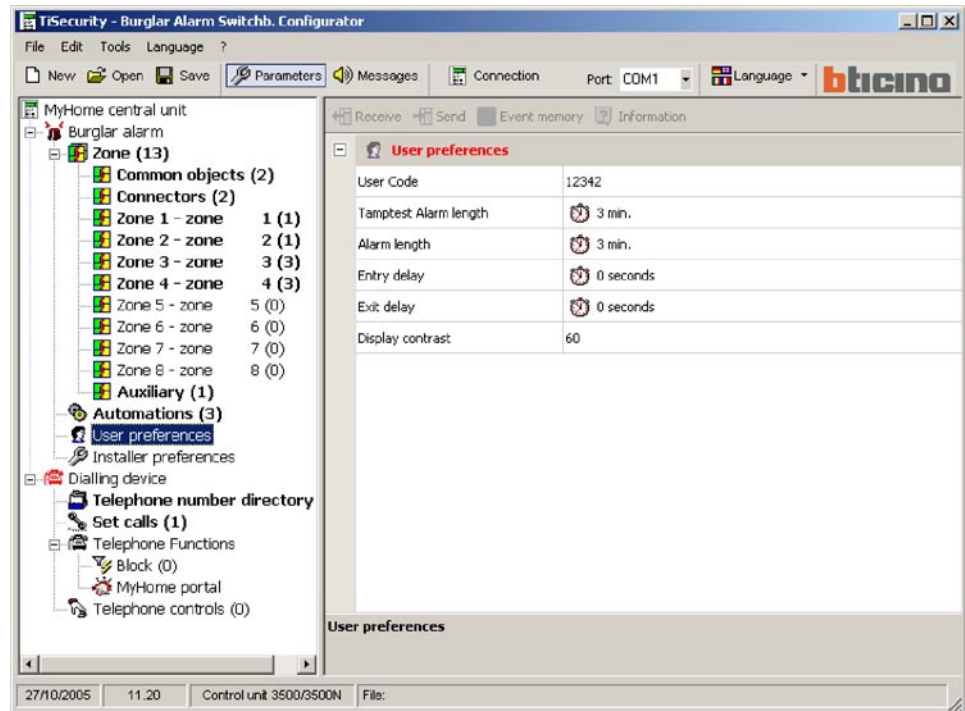 TiSecurity - Burglar Alarm Switchb. Configurator
File Edit Tools Language ?
New Open Save Parameters Messages Connection Port COM1 Language bticino
MyHome central unit
Burglar alarm
Zone (13)
Common objects (2)
Connectors (2)
Zone 1 - zone 1 (1)
Zone 2 - zone 2 (1)
Zone 3 - zone 3 (3)
Zone 4 - zone 4 (3)
Zone 5 - zone 5 (0)
Zone 6 - zone 6 (0)
Zone 7 - zone 7 (0)
Zone 8 - zone 8 (0)
Auxiliary (1)
Automations (3)
User preferences
Installer preferences
Dialling device
Telephone number directory
Set calls (1)
Telephone Functions
Block (0)
MyHome portal
Telephone controls (0)
Receive Send Event memory Information
User preferences
User Code 12342
Tamptest Alarm length 3 min.
Alarm length 3 min.
Entry delay 0 seconds
Exit delay 0 seconds
Display contrast 60
User preferences
27/10/2005 11.20 Control unit 3500/3500N File: